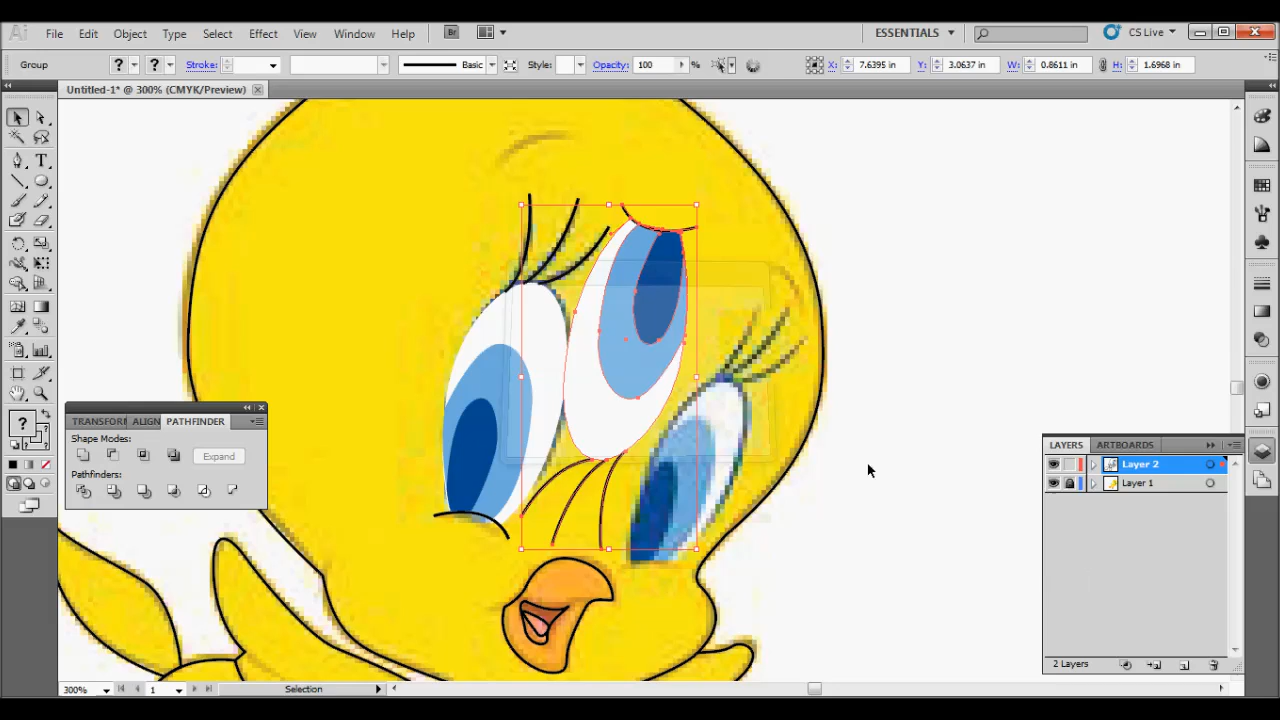 Ai File Edit Object Type Select Effect View Window Help Br ESSENTIALS CS Live
Group ? ? Stroke: Basic Style: Opacity: 100 % X: 7.6395 in Y: 3.0637 in W: 0.8611 in H: 1.6968 in
Untitled-1* @ 300% (CMYK/Preview)
T
?
TRANSFORM ALIGN PATHFINDER
Shape Modes:
Expand
Pathfinders:
LAYERS ARTBOARDS
Layer 2
Layer 1
2 Layers
300% 1 Selection